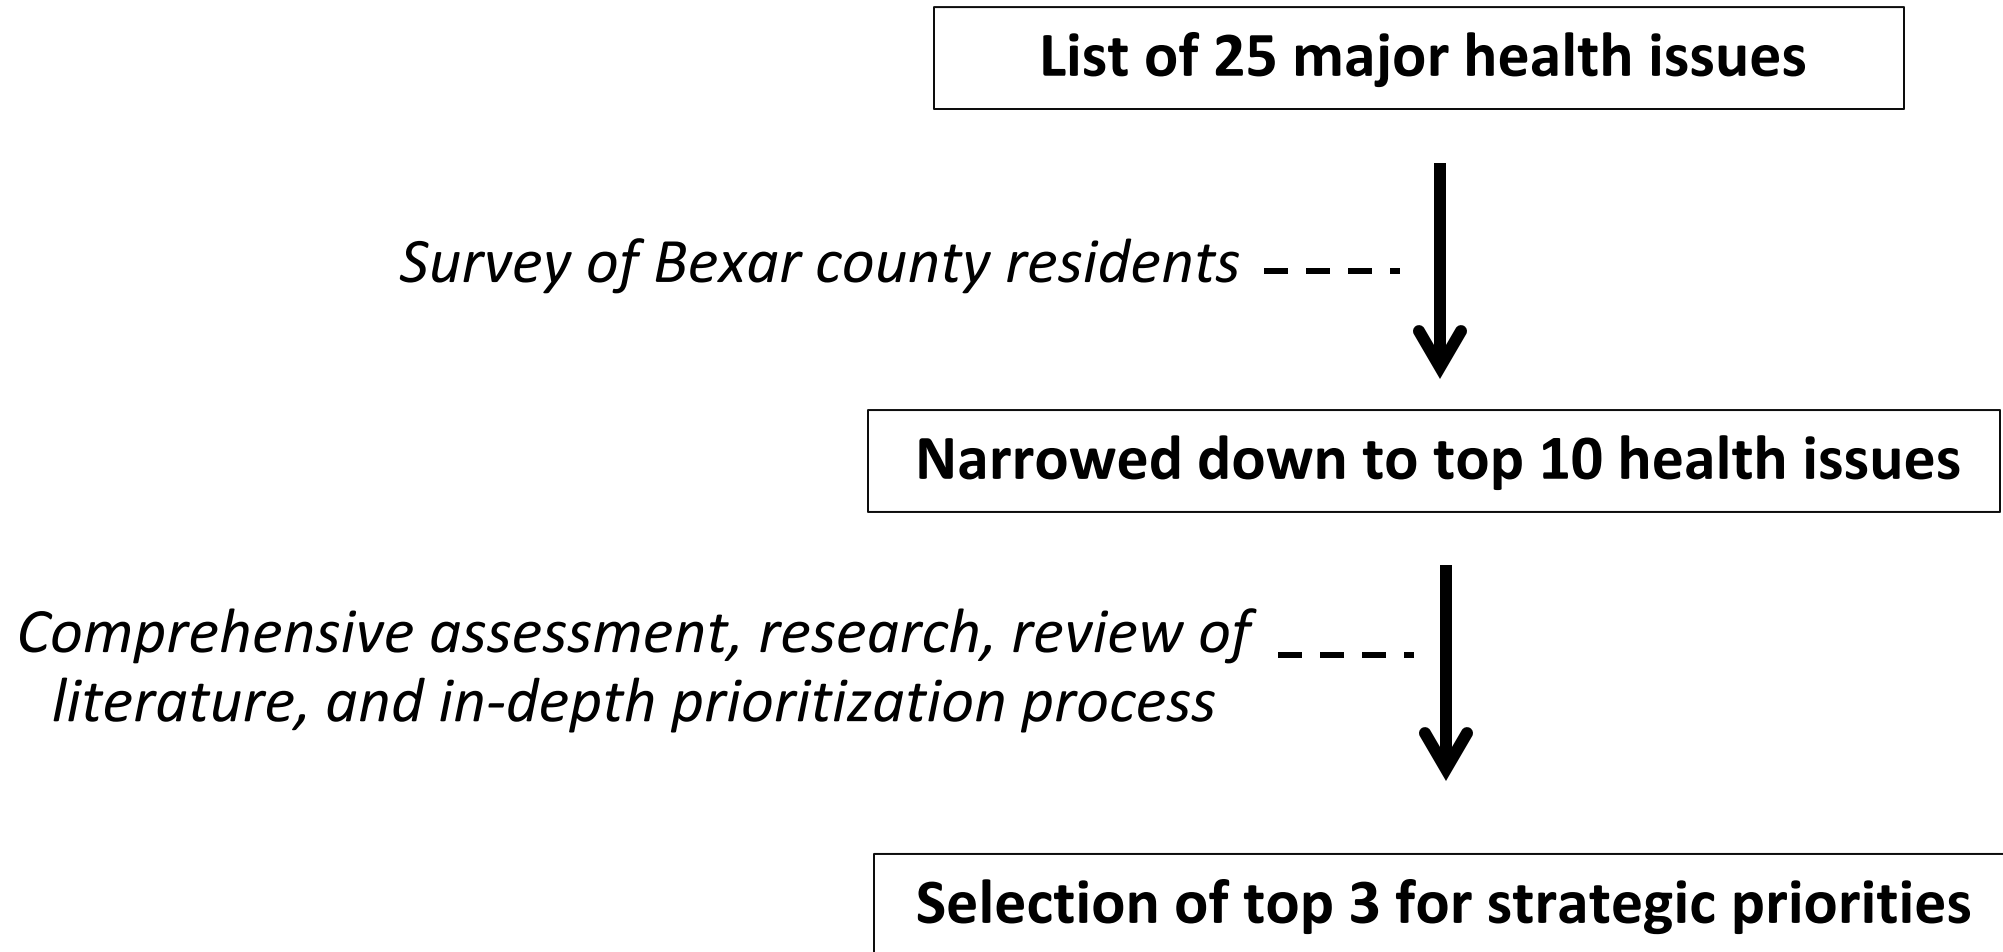 List of 25 major health issues
Survey of Bexar county residents
Narrowed down to top 10 health issues
Comprehensive assessment, research, review of
literature, and in-depth prioritization process
Selection of top 3 for strategic priorities